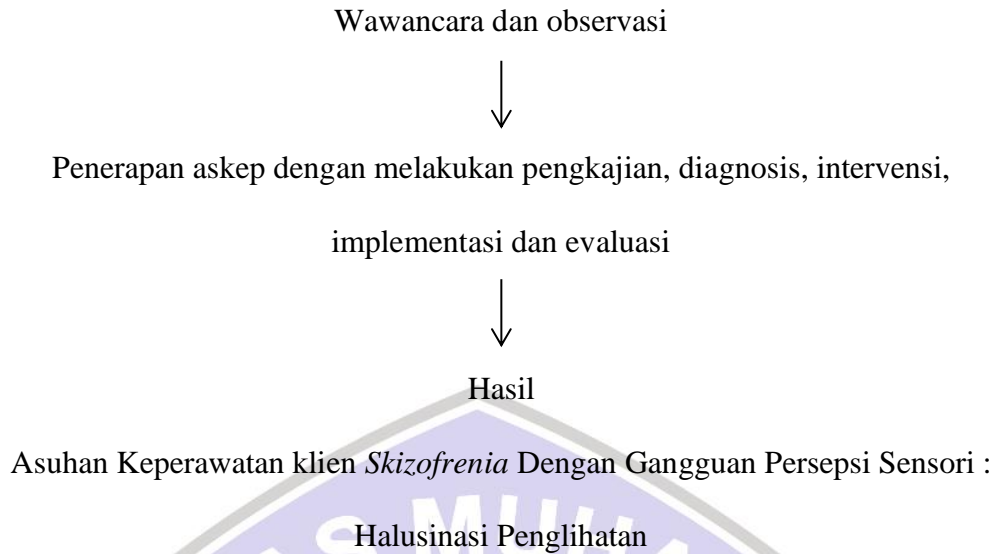 Wawancara dan observasi
Penerapan askep dengan melakukan pengkajian, diagnosis, intervensi,
implementasi dan evaluasi
Hasil
Asuhan Keperawatan klien Skizofrenia Dengan Gangguan Persepsi Sensori :
Halusinasi Penglihatan